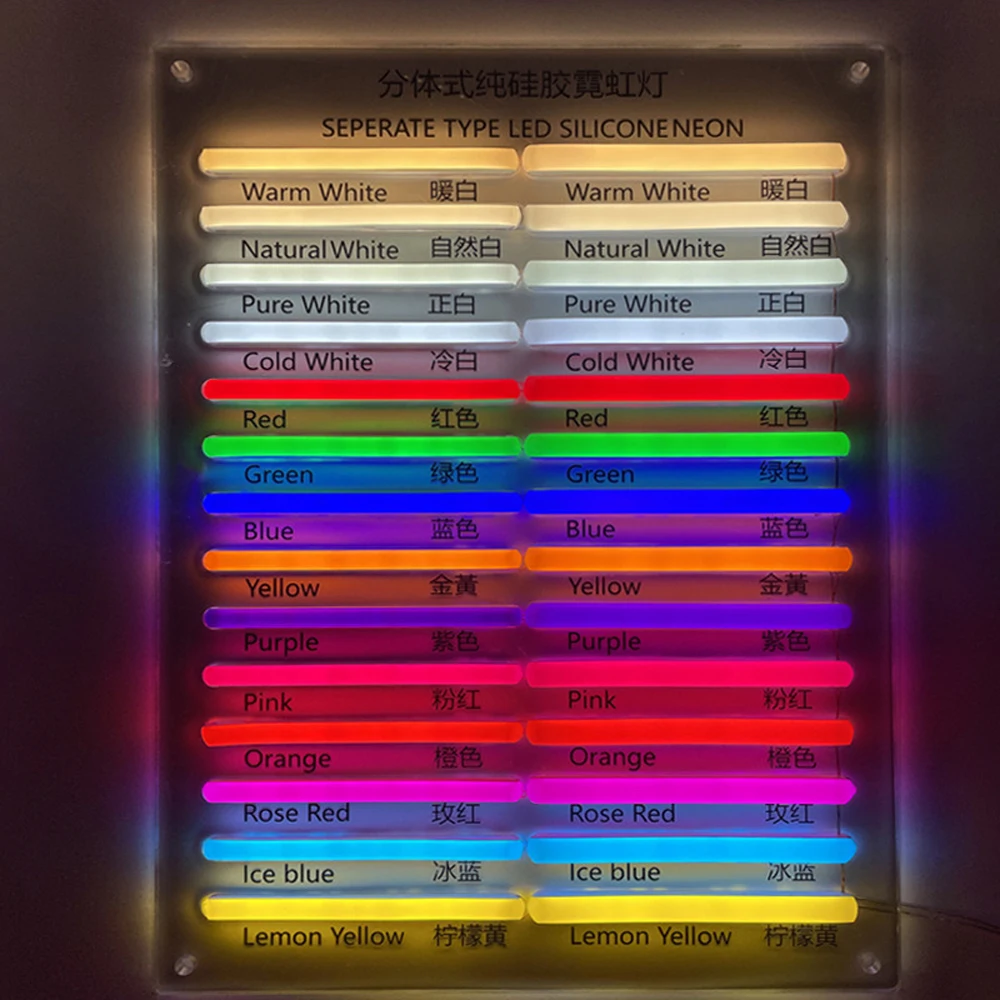 分体式纯硅胶霓虹灯
SEPERATE TYPE LED SILICONE NEON
Warm White 暖白 Warm White 暖白
Natural White 自然白 Natural White 自然白
Pure White 正白 Pure White 正白
Cold White 冷白 Cold White 冷白
Red 红色 Red 红色
Green 绿色 Green 绿色
Blue 蓝色 Blue 蓝色
Yellow 金黄 Yellow 金黄
Purple 紫色 Purple 紫色
Pink 粉红 Pink 粉红
Orange 橙色 Orange 橙色
Rose Red 玫红 Rose Red 玫红
Ice blue 冰蓝 Ice blue 冰蓝
Lemon Yellow 柠檬黄 Lemon Yellow 柠檬黄